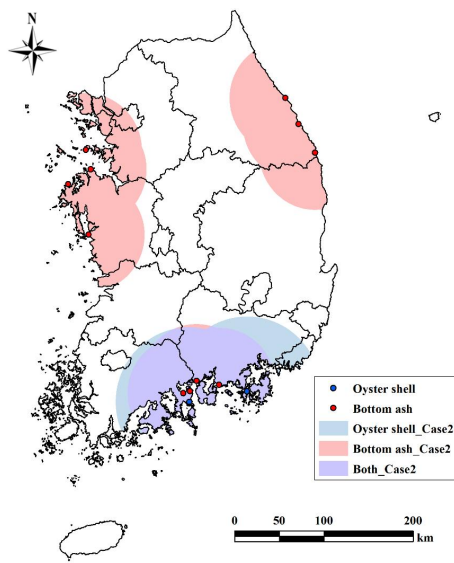 N
Oyster shell
Bottom ash
Oyster shell_Case2
Bottom ash_Case2
Both_Case2
0 50 100 200
km